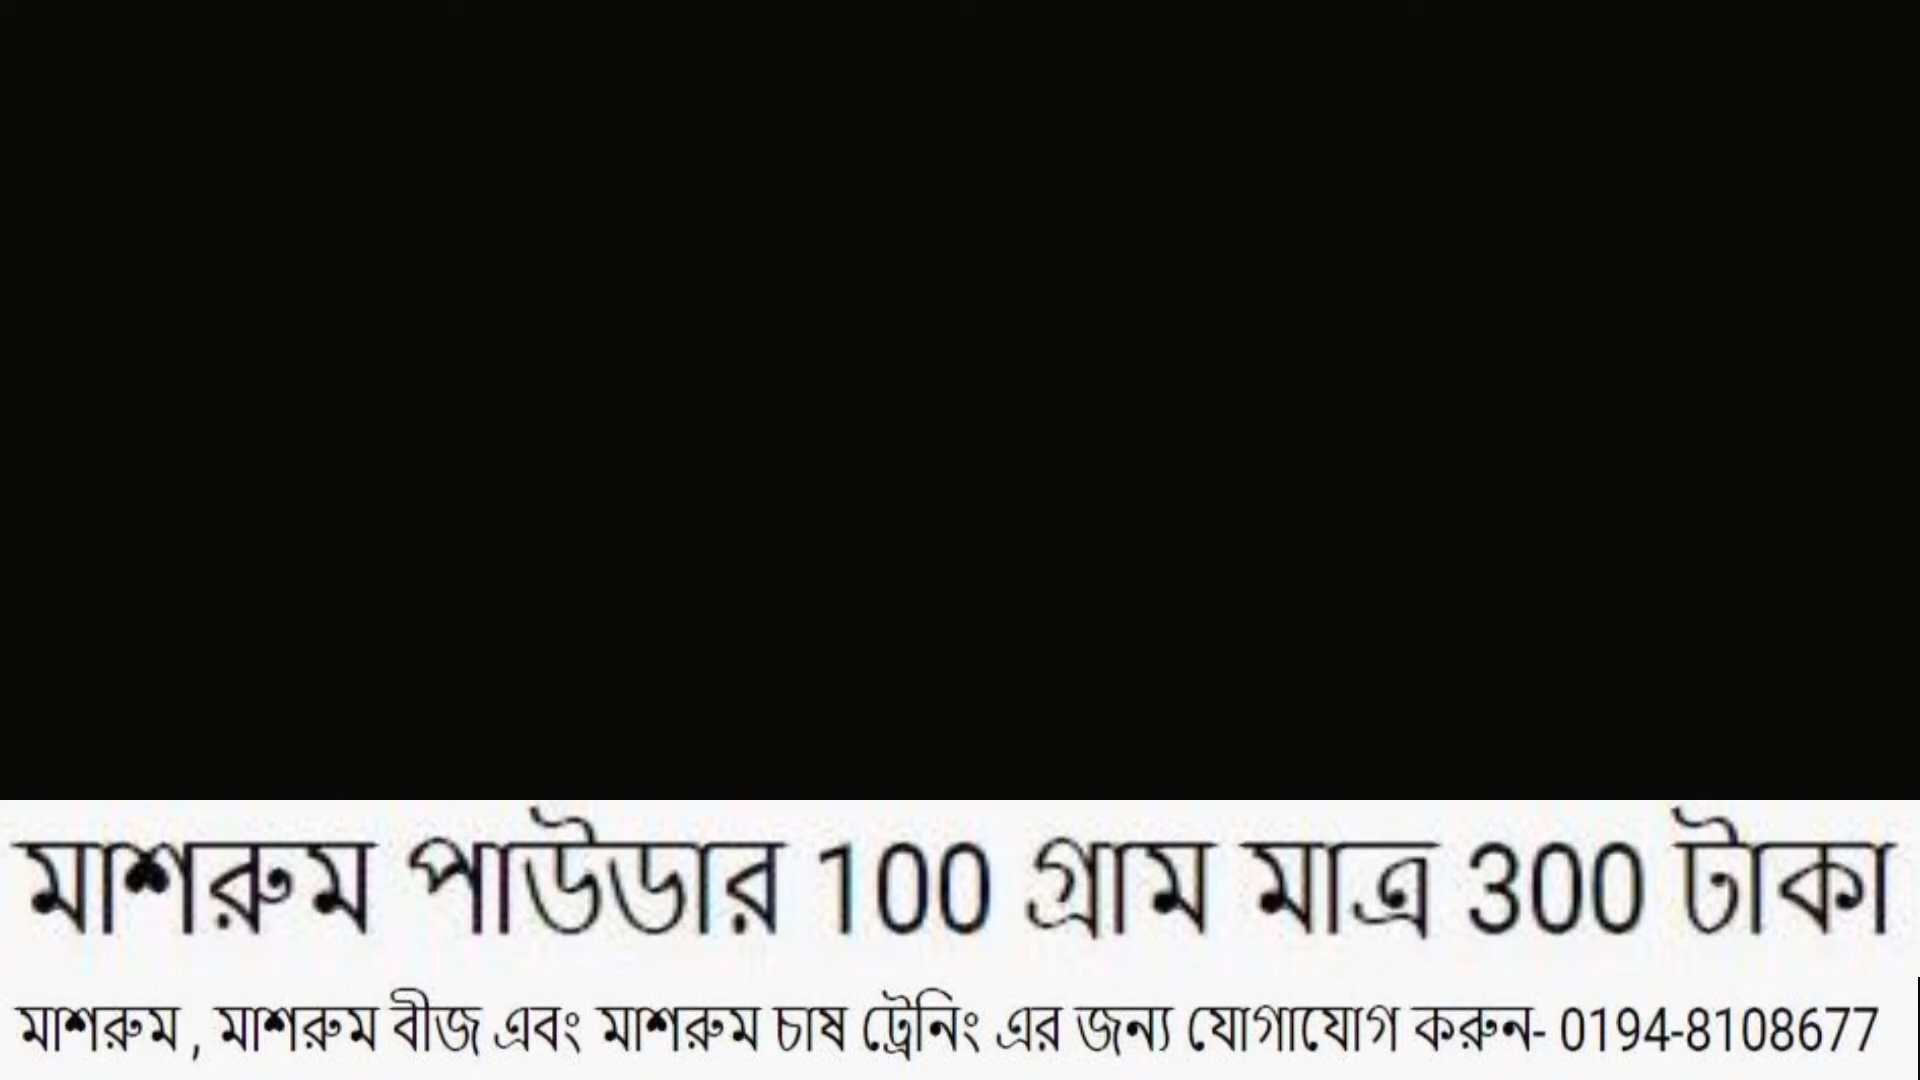 মাশরুম পাউডার 100 গ্রাম মাত্র 300 টাকা
মাশরুম , মাশরুম বীজ এবং মাশরুম চাষ ট্রেনিং এর জন্য যোগাযোগ করুন- 0194-8108677